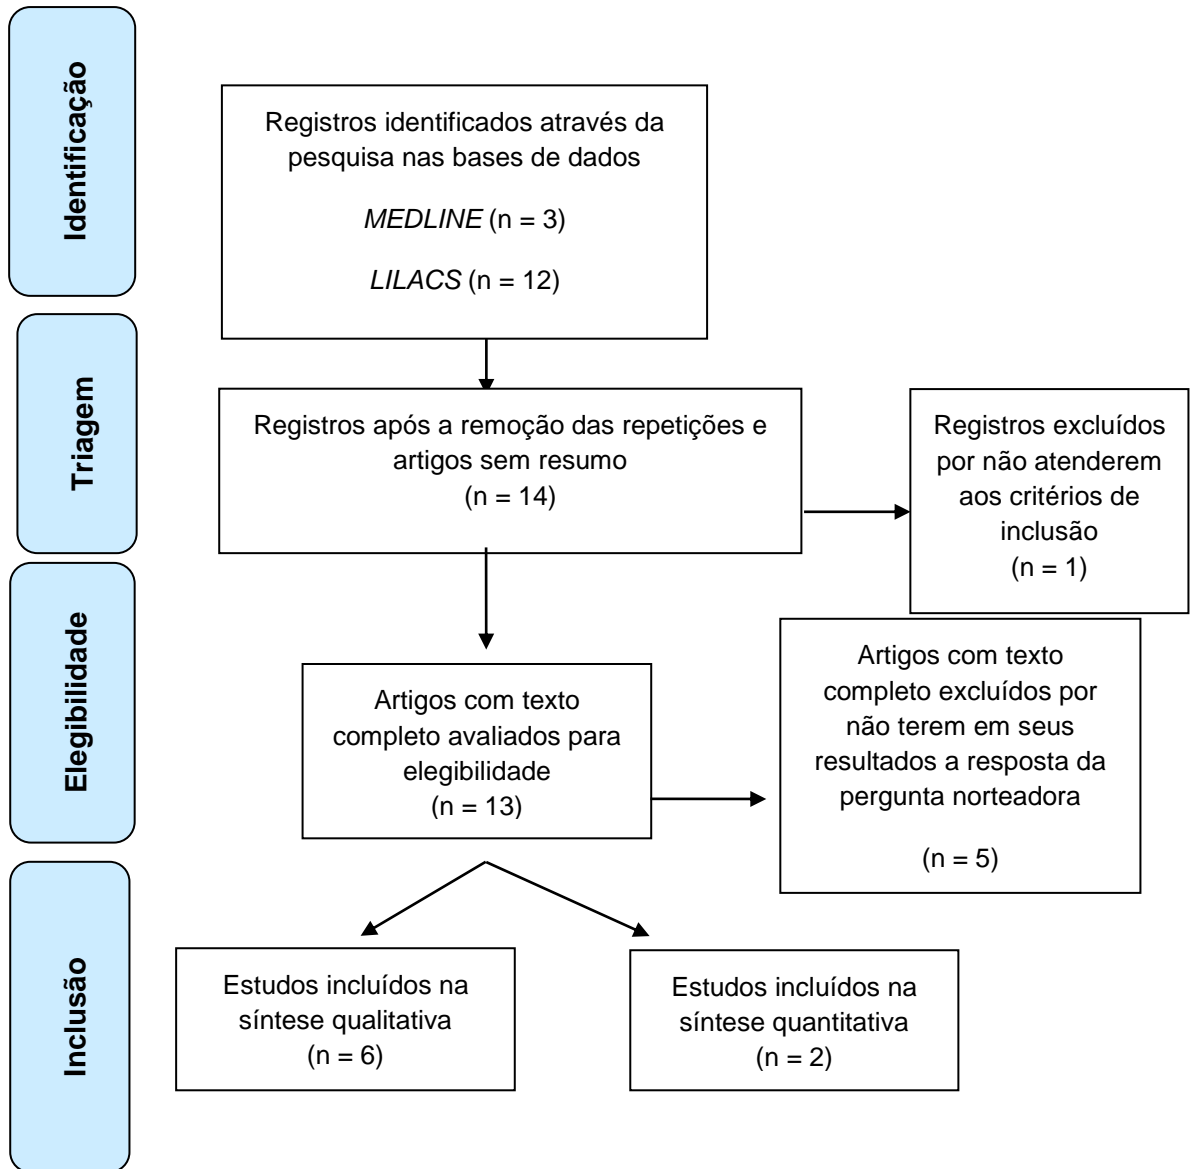 Identificação
Registros identificados através da
pesquisa nas bases de dados
MEDLINE (n = 3)
LILACS (n = 12)
Triagem
Registros após a remoção das repetições e
artigos sem resumo
(n = 14)
Registros excluídos
por não atenderem
aos critérios de
inclusão
(n = 1)
Elegibilidade
Artigos com texto
completo avaliados para
elegibilidade
(n = 13)
Artigos com texto
completo excluídos por
não terem em seus
resultados a resposta da
pergunta norteadora
(n = 5)
Inclusão
Estudos incluídos na
síntese qualitativa
(n = 6)
Estudos incluídos na
síntese quantitativa
(n = 2)